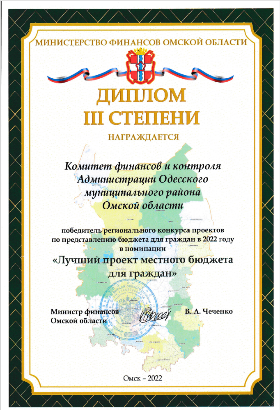 МИНИСТЕРСТВО ФИНАНСОВ ОМСКОЙ ОБЛАСТИ
ДИПЛОМ
III СТЕПЕНИ
НАГРАЖДАЕТСЯ
Комитет финансов и контроля
Администрации Одесского
муниципального района
Омской области
победитель регионального конкурса проектов
по представлению бюджета для граждан в 2022 году
в номинации
«Лучший проект местного бюджета
для граждан»
Министр финансов
Омской области
В. А. Чеченко
Омск - 2022